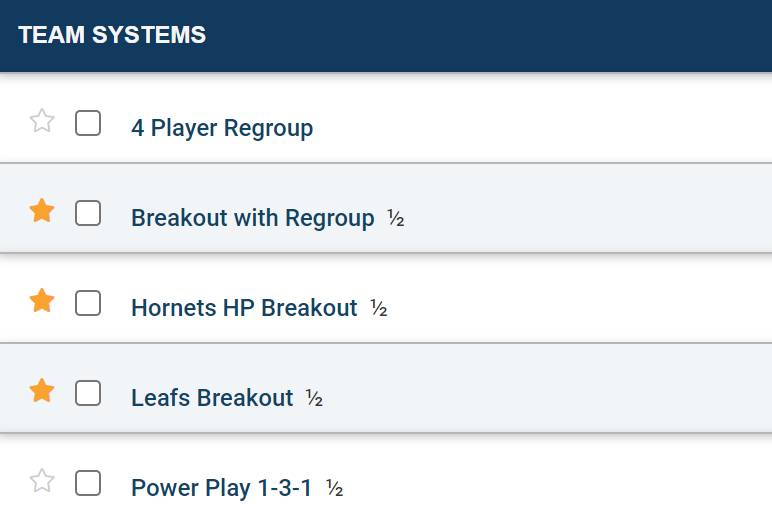 TEAM SYSTEMS
4 Player Regroup
Breakout with Regroup ½
Hornets HP Breakout ½
Leafs Breakout ½
Power Play 1-3-1 ½